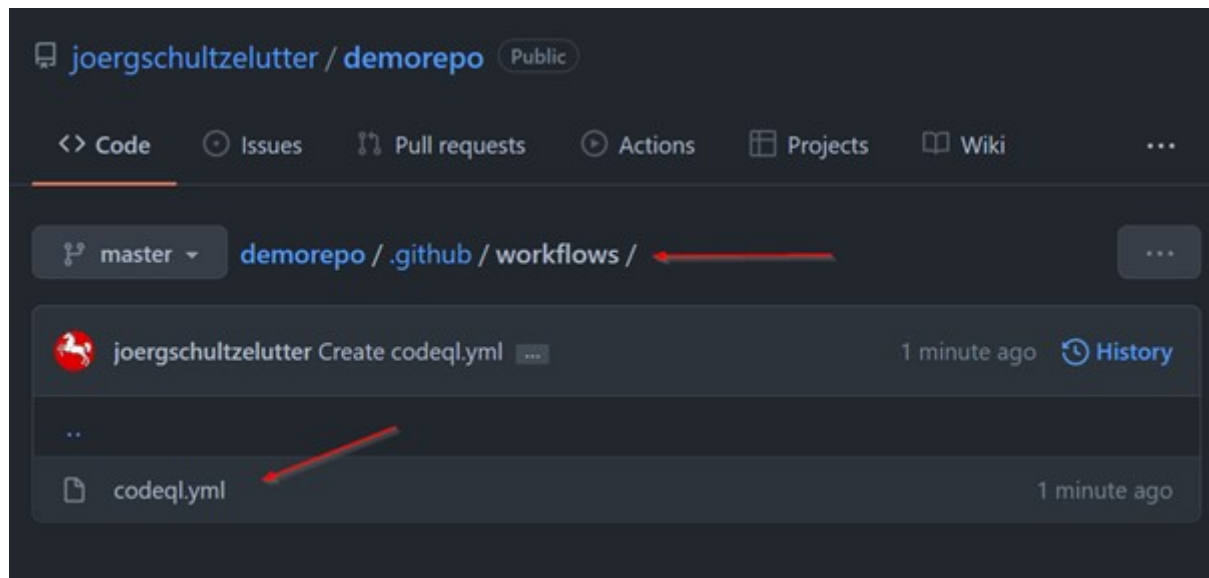 joergschultzelutter / demorepo Public
Code Issues Pull requests Actions Projects Wiki ...
master demorepo / .github / workflows / ...
joergschultzelutter Create codeql.yml ... 1 minute ago History
..
codeql.yml 1 minute ago